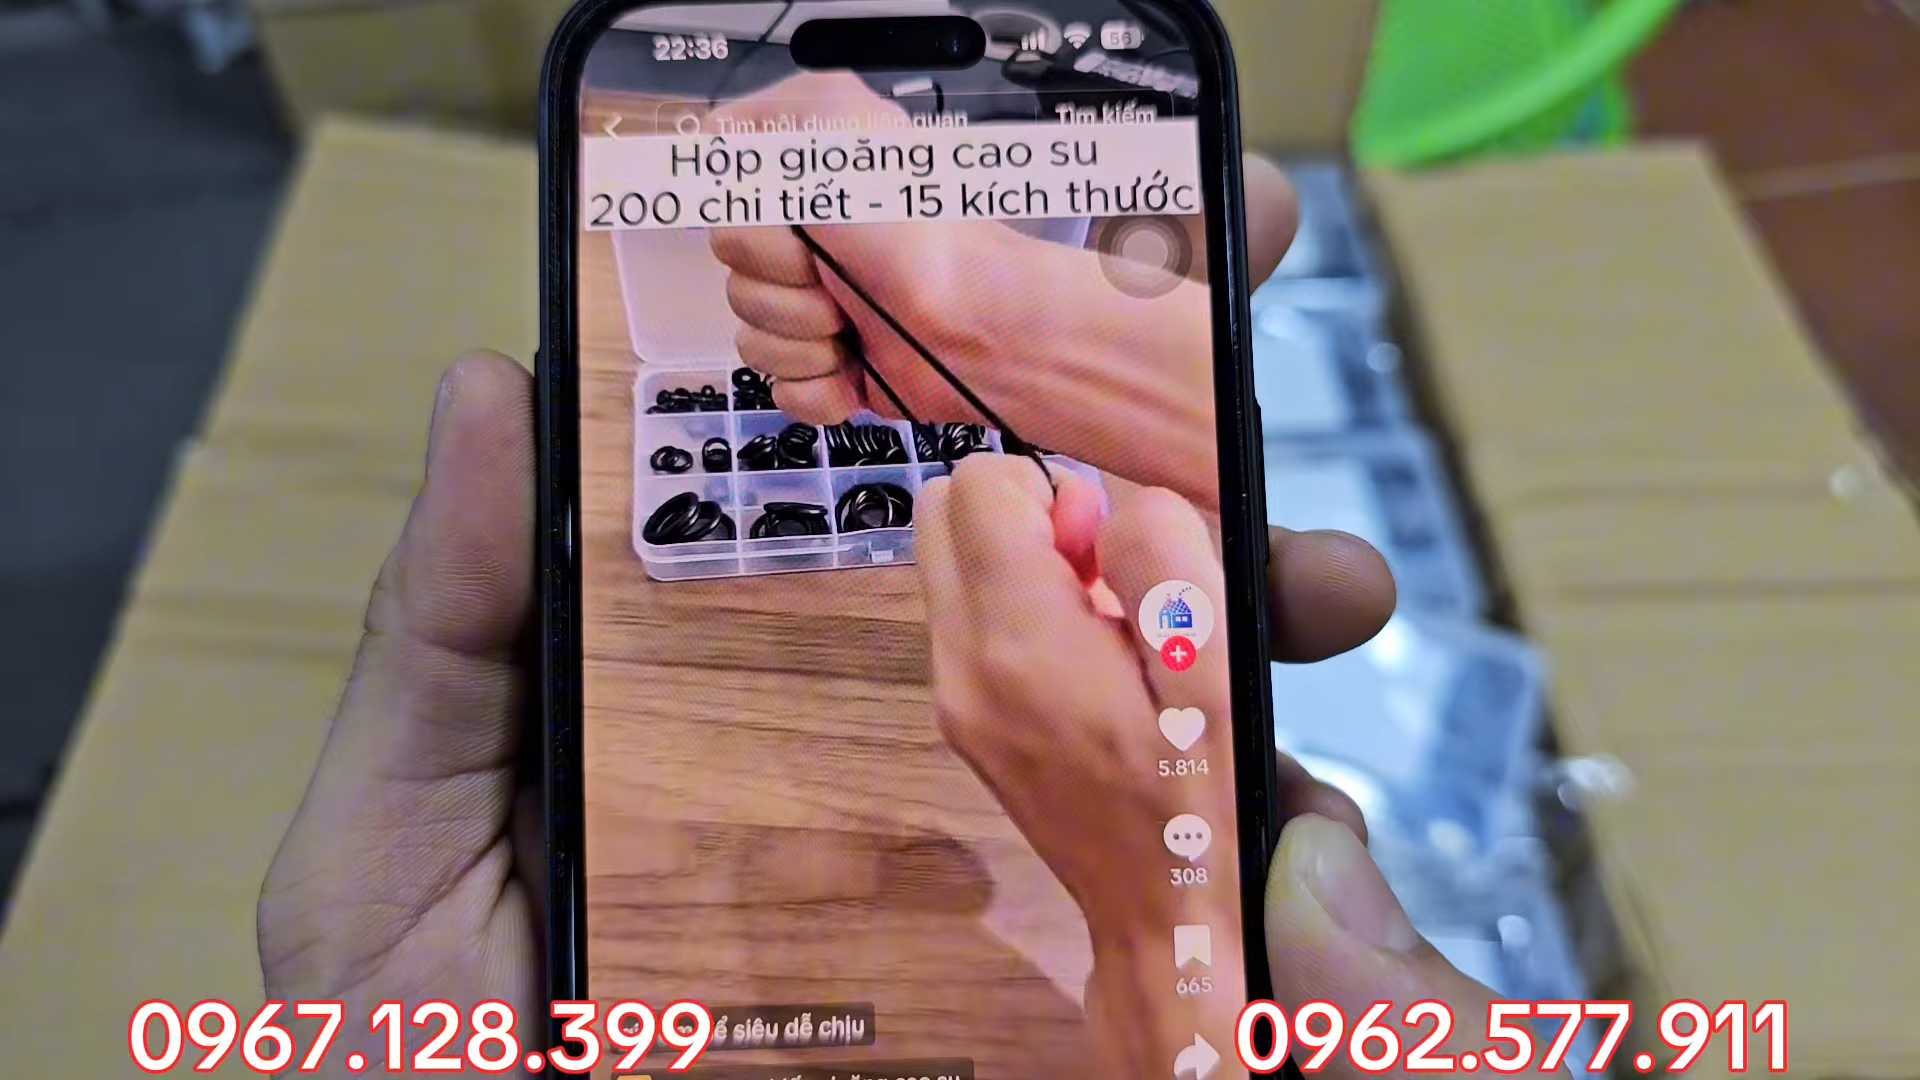 22:36
56
Tìm nội dung liên quan
Tìm kiếm
Hộp gioăng cao su
200 chi tiết - 15 kích thước
5.814
308
665
siêu dễ chịu
0967.128.399
0962.577.911